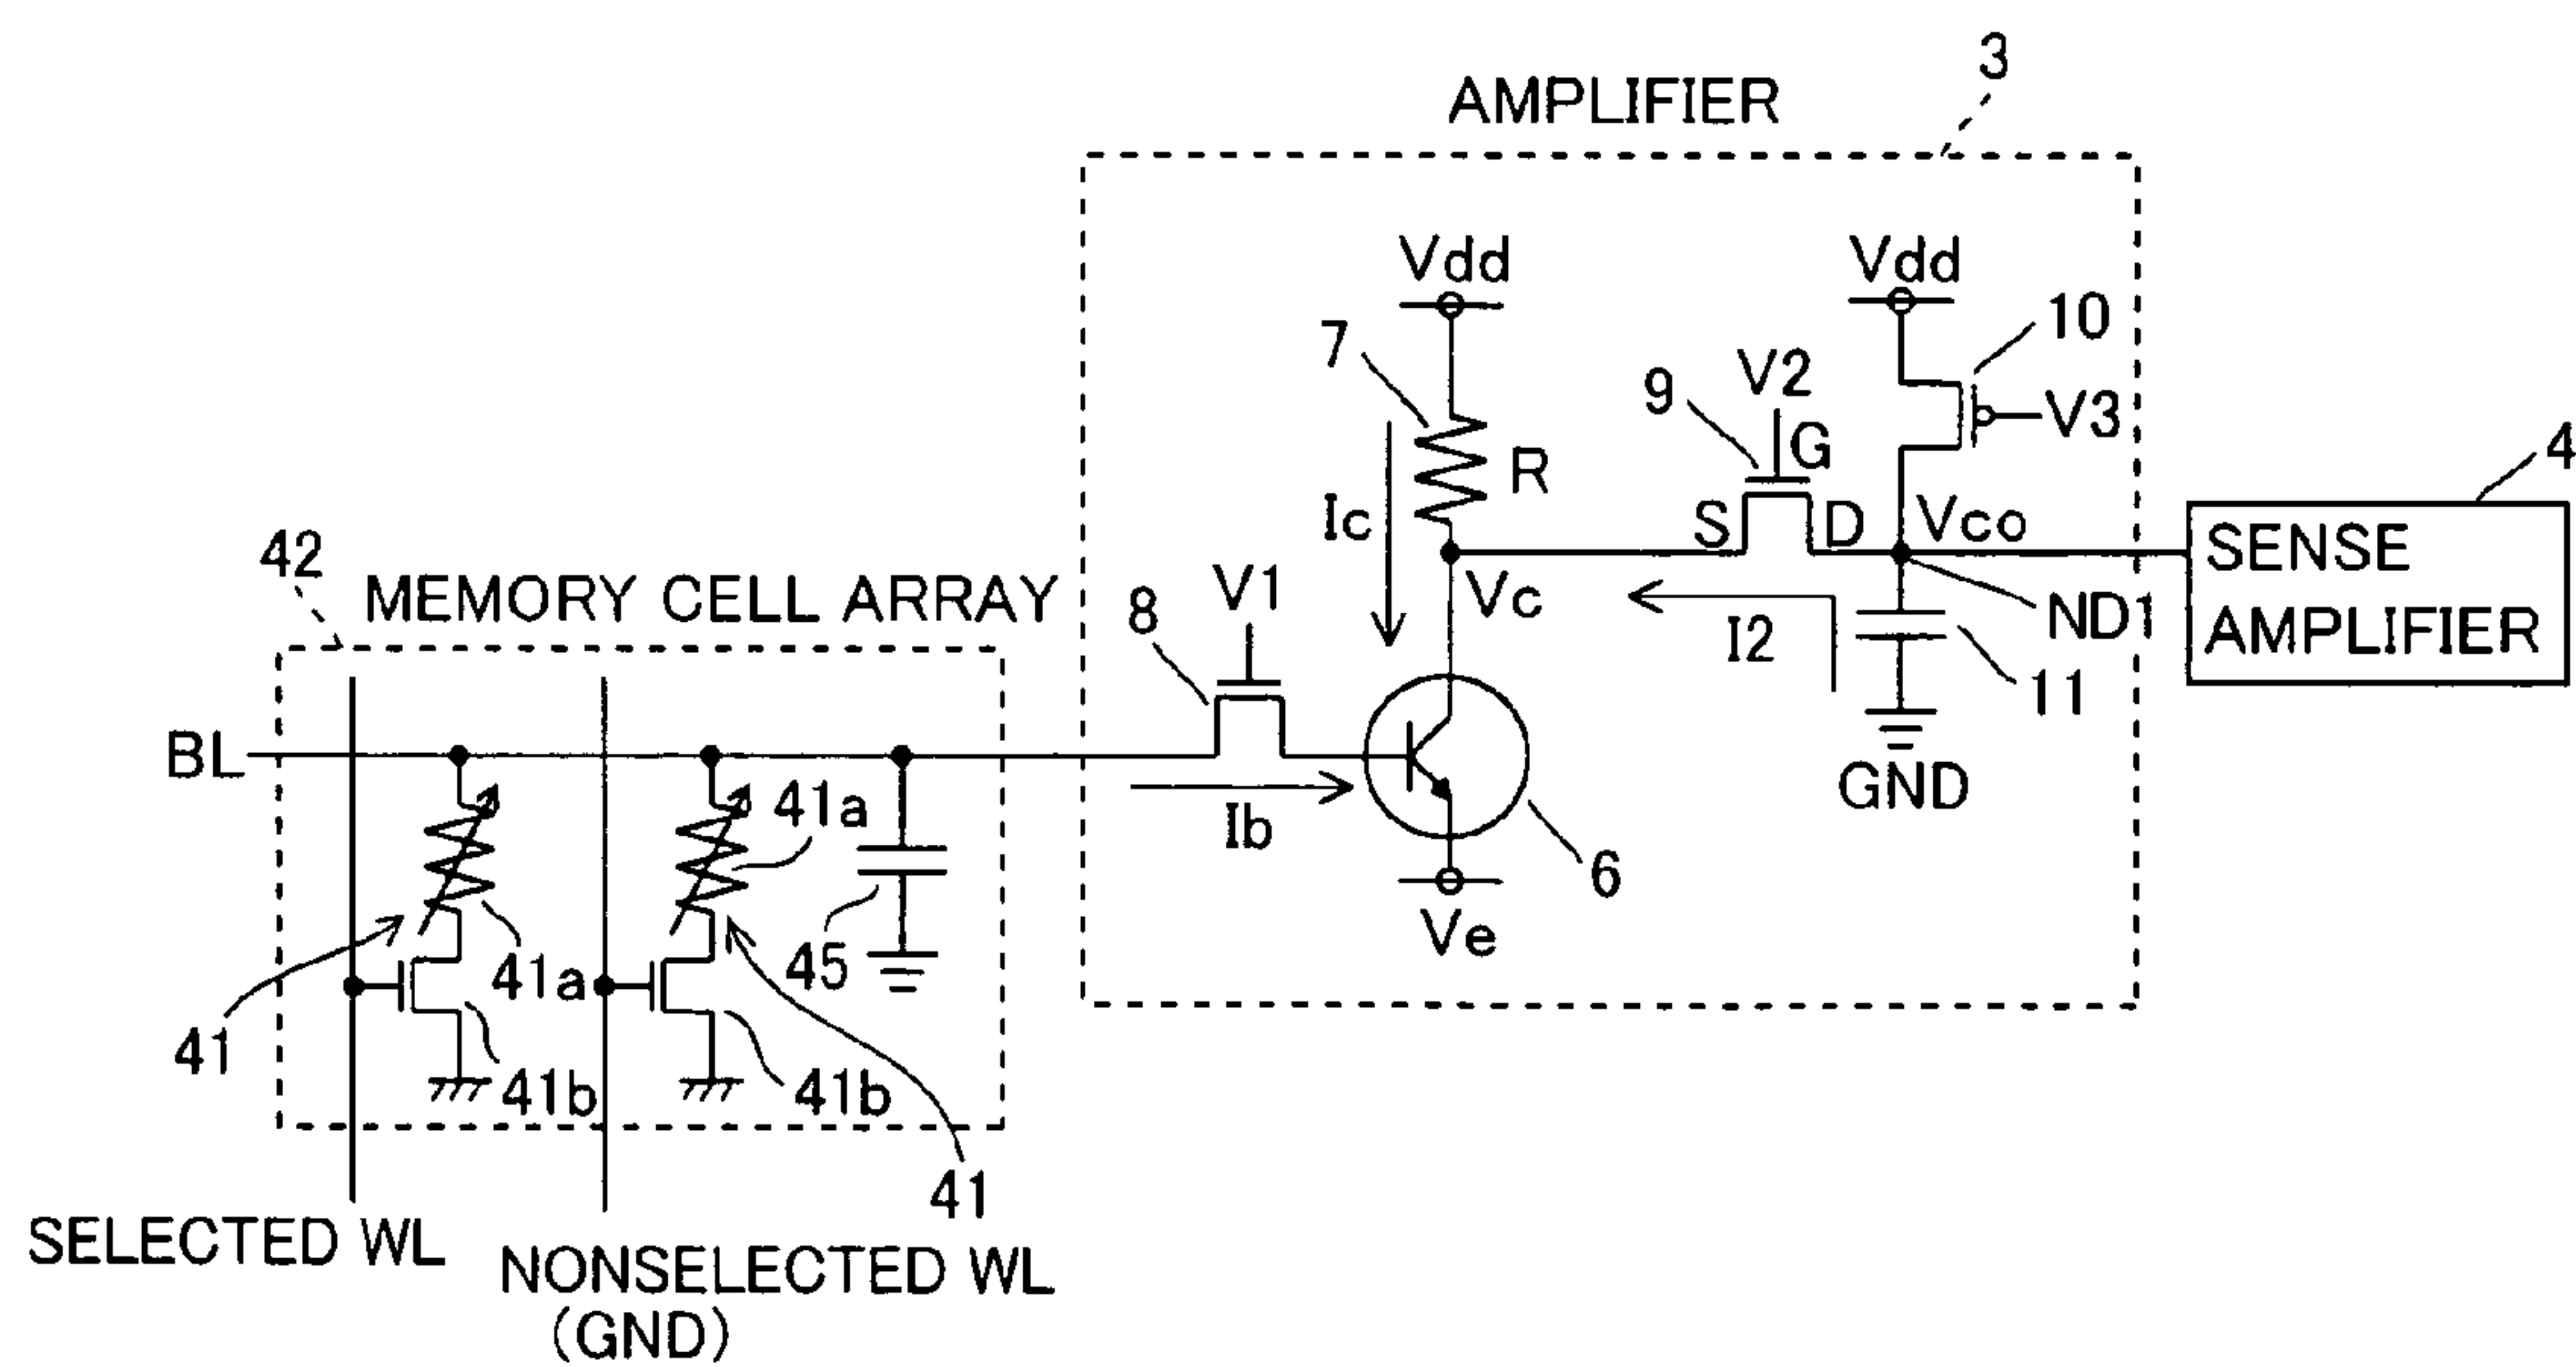 3
AMPLIFIER
Vdd
Vdd
10
7
V2
9
G
V3
R
4
Ic
S
D
Vco
SENSE
AMPLIFIER
42
MEMORY CELL ARRAY
V1
8
Vc
I2
ND1
11
BL
GND
41a
Ib
6
45
Ve
41a
41
41b
41b
41
SELECTED WL
NONSELECTED WL
(GND)